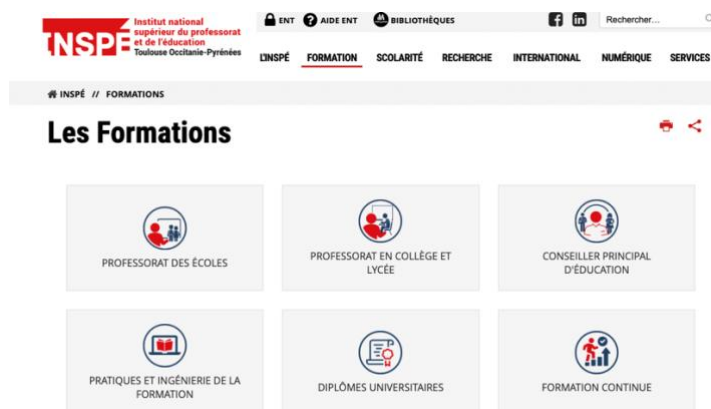 INSPÉ
Institut national
supérieur du professorat
et de l'éducation
Toulouse Occitanie-Pyrénées
ENT AIDE ENT BIBLIOTHÈQUES
Rechercher...
L'INSPÉ FORMATION SCOLARITÉ RECHERCHE INTERNATIONAL NUMÉRIQUE SERVICES
INSPÉ // FORMATIONS
Les Formations
PROFESSORAT DES ÉCOLES
PROFESSORAT EN COLLÈGE ET
LYCÉE
CONSEILLER PRINCIPAL
D'ÉDUCATION
PRATIQUES ET INGÉNIERIE DE LA
FORMATION
DIPLÔMES UNIVERSITAIRES
FORMATION CONTINUE